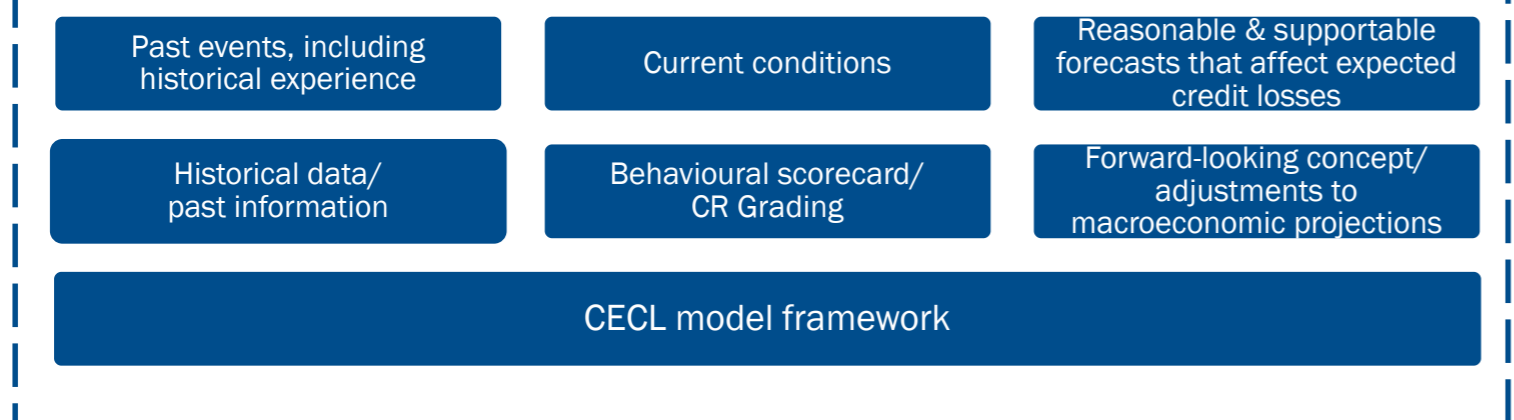 Past events, including
historical experience
Current conditions
Reasonable & supportable
forecasts that affect expected
credit losses
Historical data/
past information
Behavioural scorecard/
CR Grading
Forward-looking concept/
adjustments to
macroeconomic projections
CECL model framework